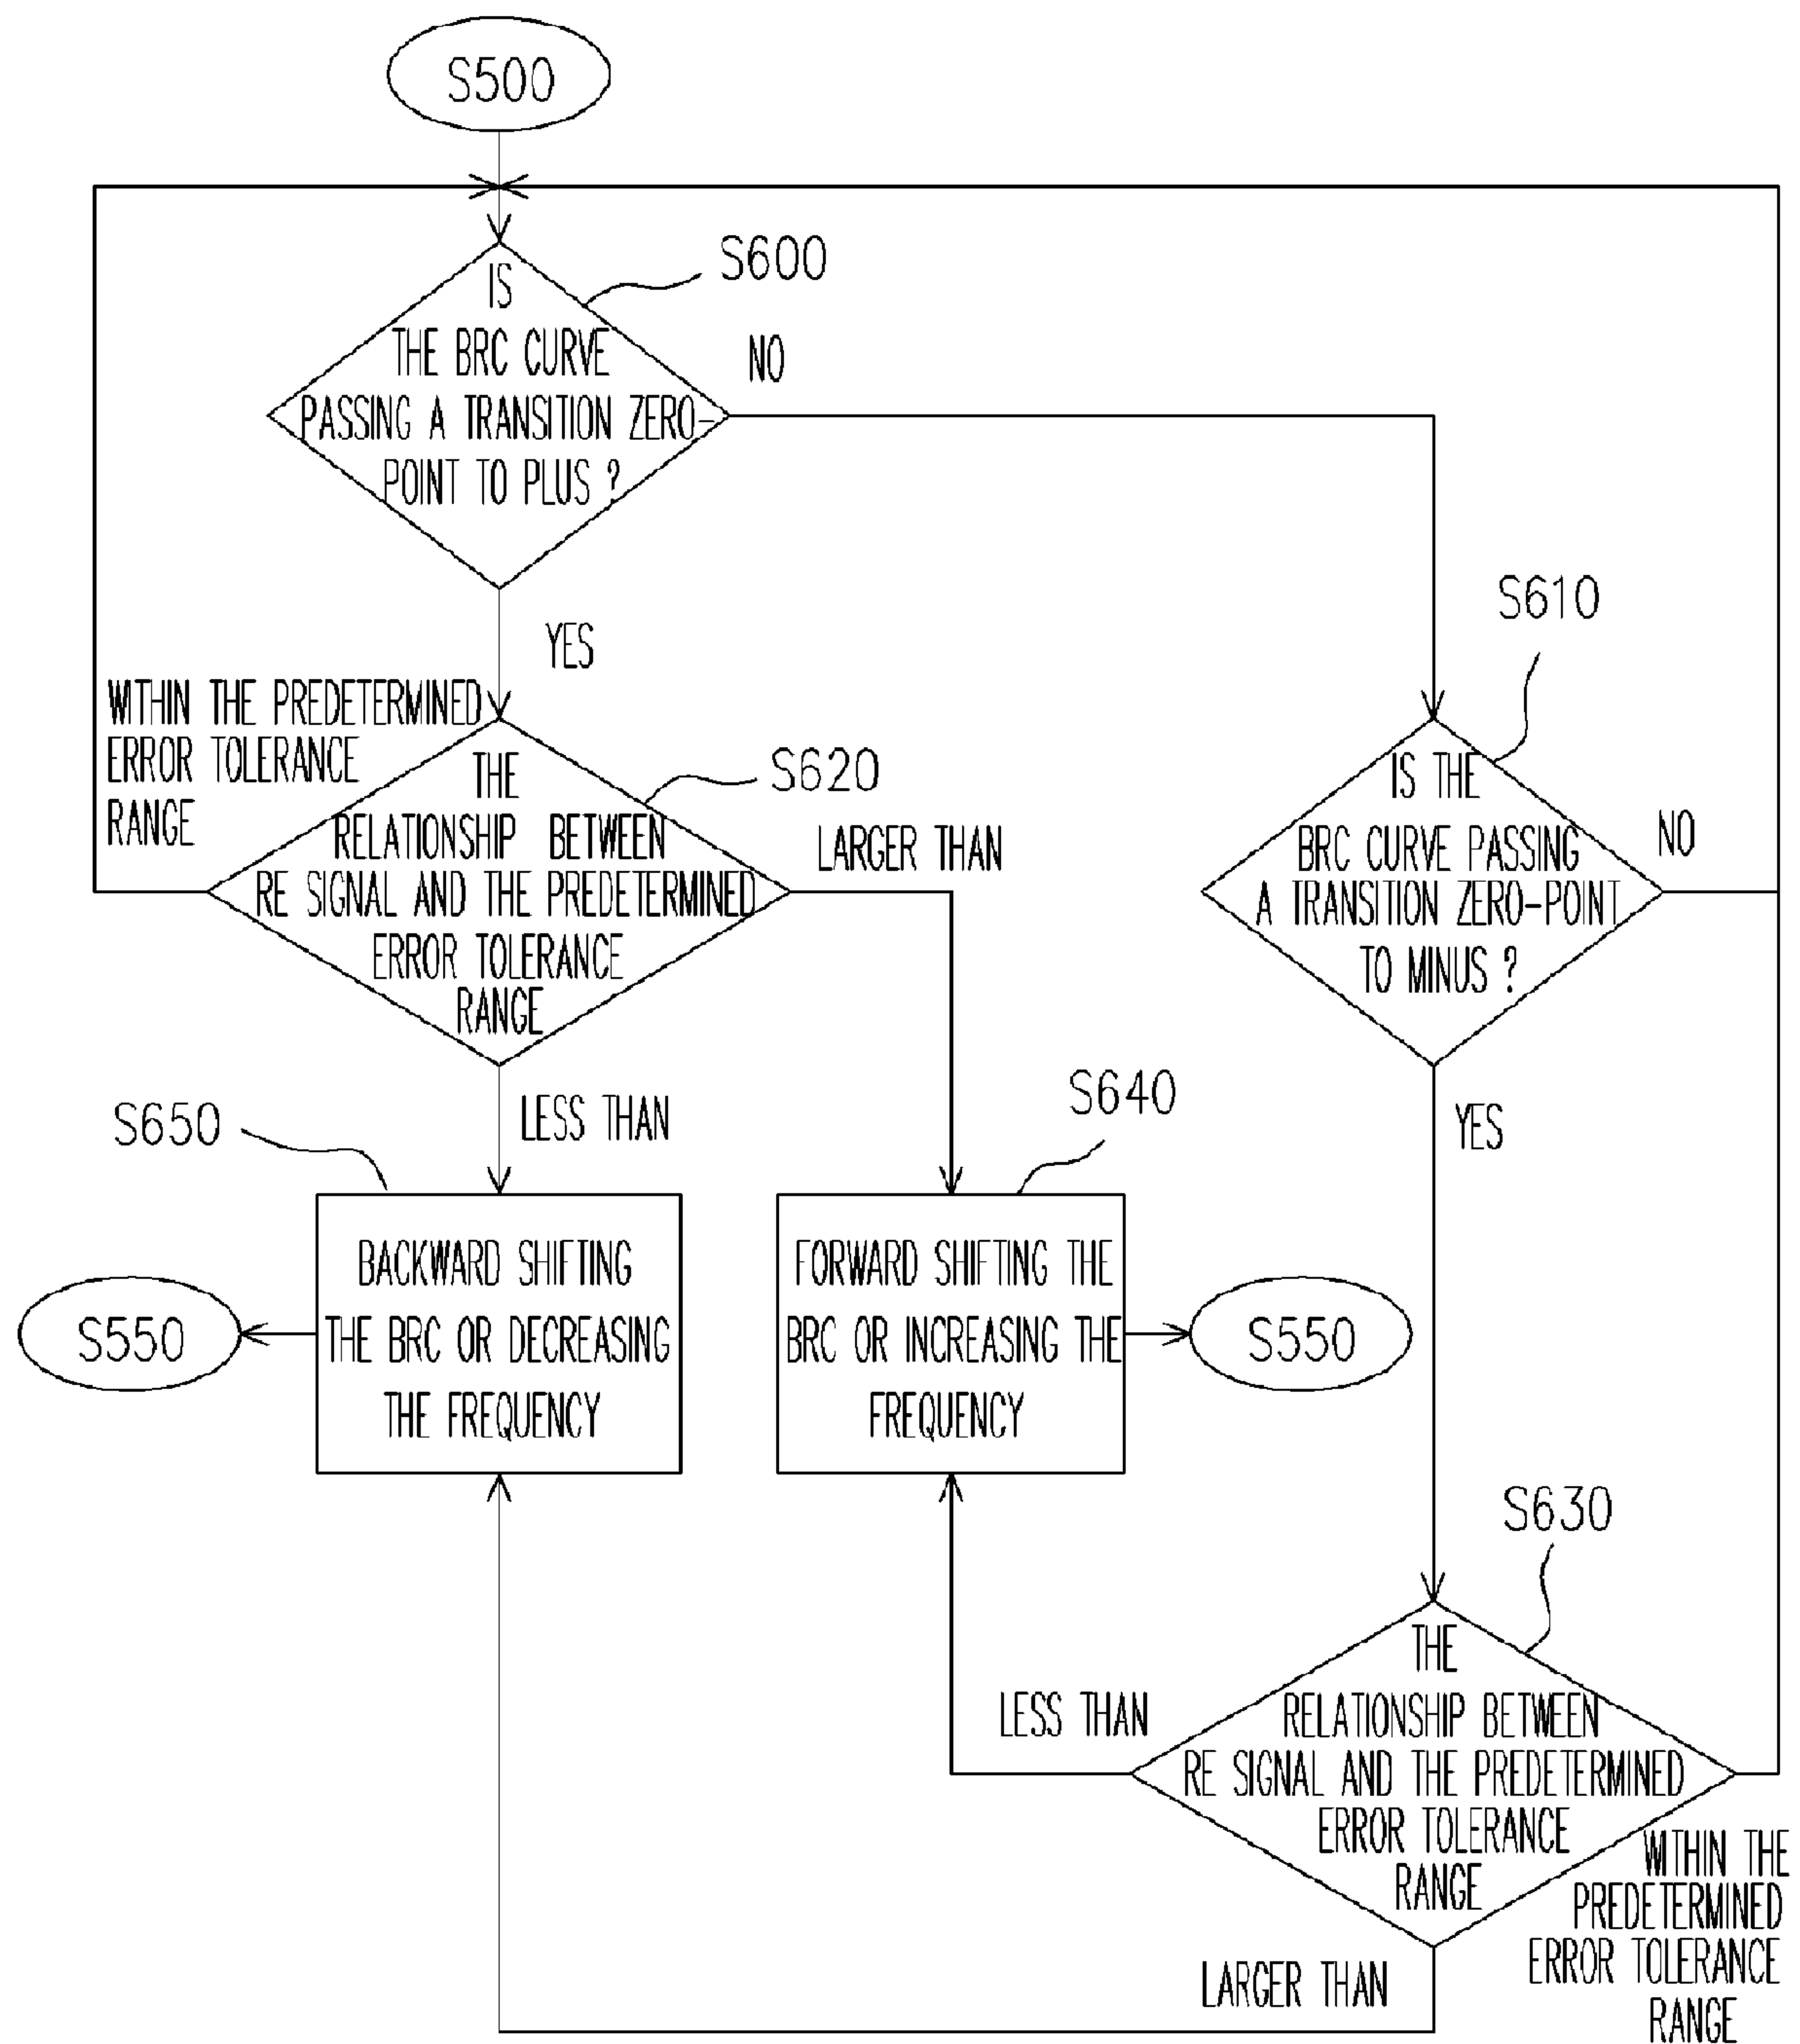 S500
S600
IS
THE BRC CURVE
PASSING A TRANSITION ZERO-
POINT TO PLUS ?
NO
YES
S610
IS THE
BRC CURVE PASSING
A TRANSITION ZERO-POINT
TO MINUS ?
NO
YES
WITHIN THE PREDETERMINED
ERROR TOLERANCE
RANGE
S620
THE
RELATIONSHIP BETWEEN
RE SIGNAL AND THE PREDETERMINED
ERROR TOLERANCE
RANGE
LARGER THAN
LESS THAN
S650
BACKWARD SHIFTING
THE BRC OR DECREASING
THE FREQUENCY
S550
S640
FORWARD SHIFTING THE
BRC OR INCREASING THE
FREQUENCY
S550
S630
THE
RELATIONSHIP BETWEEN
RE SIGNAL AND THE PREDETERMINED
ERROR TOLERANCE
RANGE
LESS THAN
LARGER THAN
WITHIN THE
PREDETERMINED
ERROR TOLERANCE
RANGE